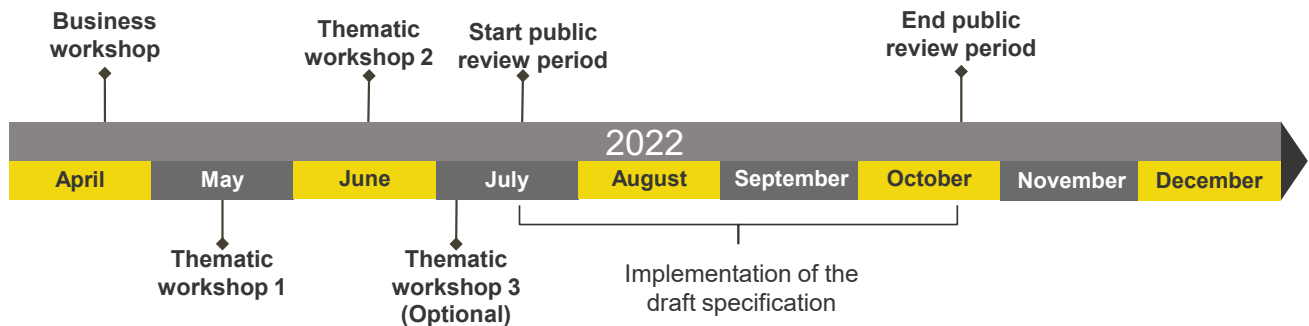 Business
workshop
Thematic
workshop 2
Start public
review period
End public
review period
2022
April
May
June
July
August
September
October
November
December
Thematic
workshop 1
Thematic
workshop 3
(Optional)
Implementation of the
draft specification